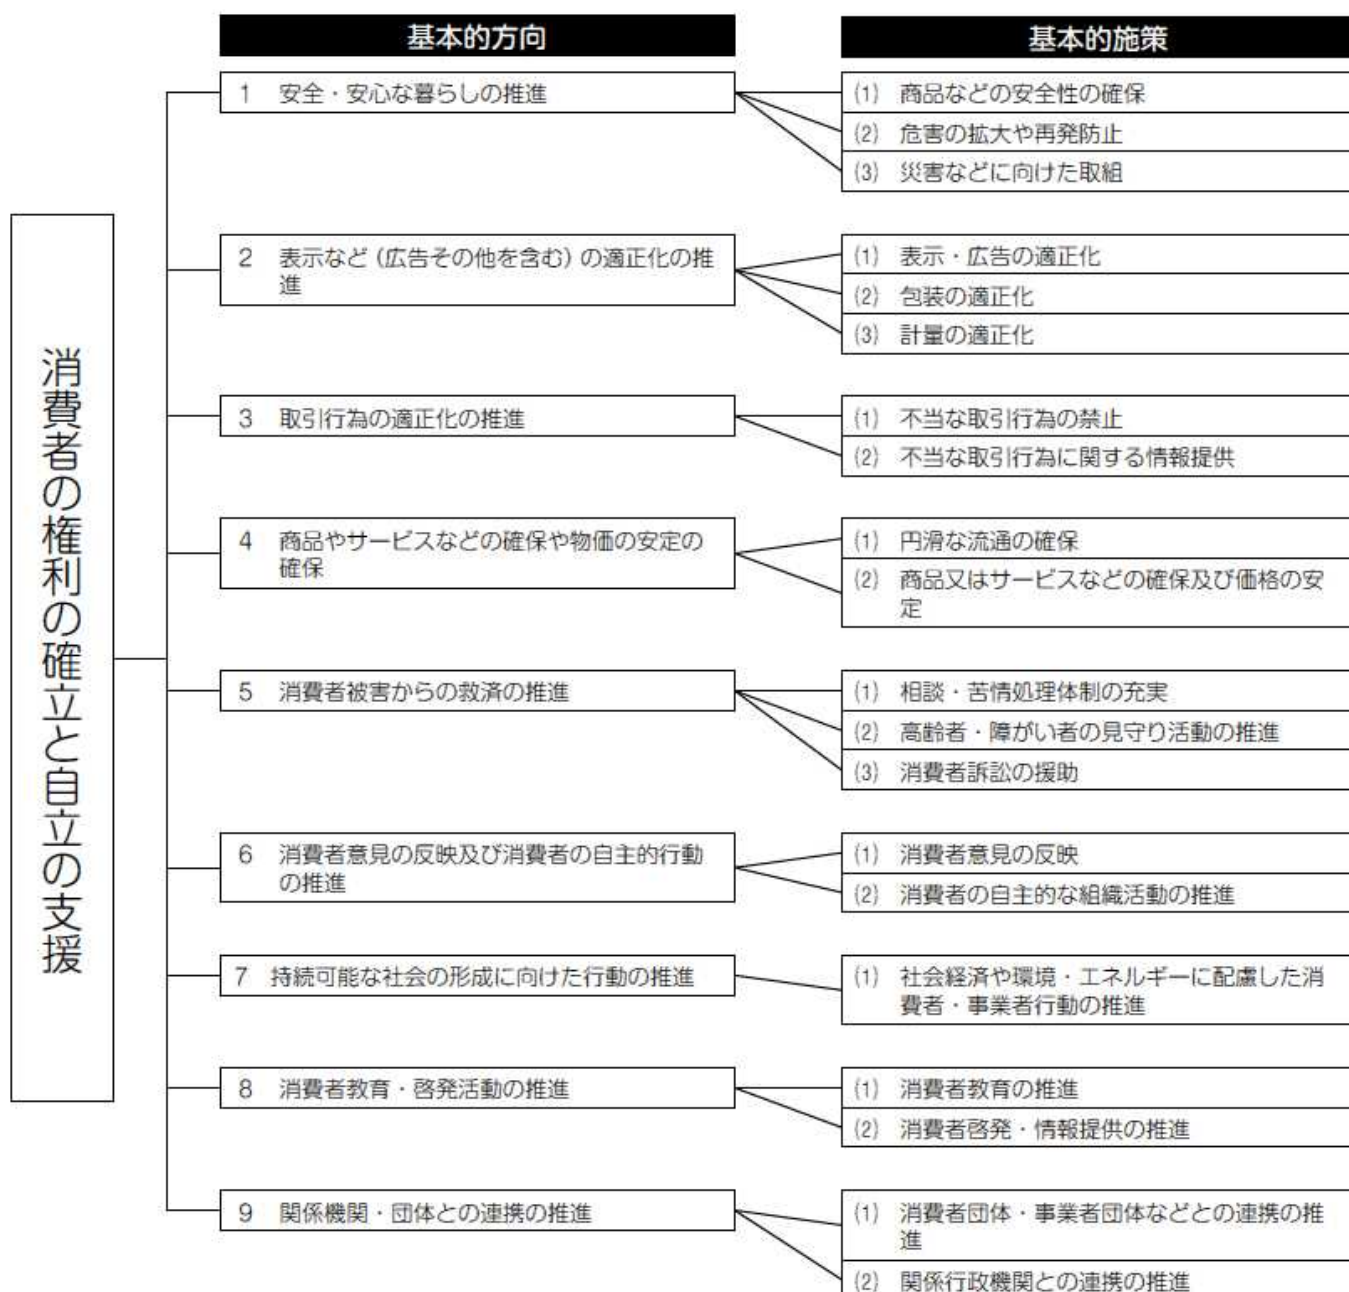 基本的方向
基本的施策
消費者の権利の確立と自立の支援
1 安全・安心な暮らしの推進
(1) 商品などの安全性の確保
(2) 危害の拡大や再発防止
(3) 災害などに向けた取組
2 表示など(広告その他を含む)の適正化の推
進
(1) 表示・広告の適正化
(2) 包装の適正化
(3) 計量の適正化
3 取引行為の適正化の推進
(1) 不当な取引行為の禁止
(2) 不当な取引行為に関する情報提供
4 商品やサービスなどの確保や物価の安定の
確保
(1) 円滑な流通の確保
(2) 商品又はサービスなどの確保及び価格の安
定
5 消費者被害からの救済の推進
(1) 相談・苦情処理体制の充実
(2) 高齢者・障がい者の見守り活動の推進
(3) 消費者訴訟の援助
6 消費者意見の反映及び消費者の自主的行動
の推進
(1) 消費者意見の反映
(2) 消費者の自主的な組織活動の推進
7 持続可能な社会の形成に向けた行動の推進
(1) 社会経済や環境・エネルギーに配慮した消
費者・事業者行動の推進
8 消費者教育・啓発活動の推進
(1) 消費者教育の推進
(2) 消費者啓発・情報提供の推進
9 関係機関・団体との連携の推進
(1) 消費者団体・事業者団体などとの連携の推
進
(2) 関係行政機関との連携の推進